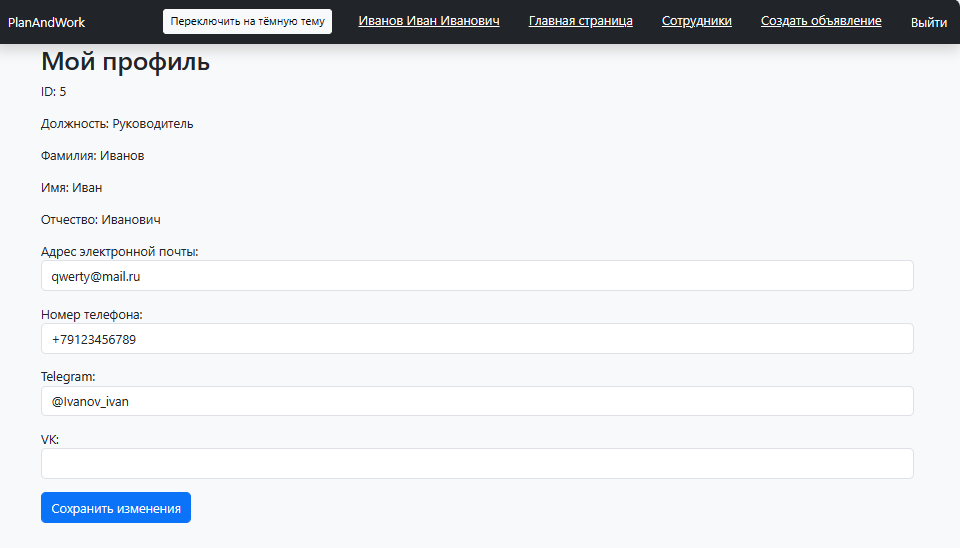 PlanAndWork Переключить на тёмную тему Иванов Иван Иванович Главная страница Сотрудники Создать объявление Выйти
Мой профиль
ID: 5
Должность: Руководитель
Фамилия: Иванов
Имя: Иван
Отчество: Иванович
Адрес электронной почты:
qwerty@mail.ru
Номер телефона:
+79123456789
Telegram:
@Ivanov_ivan
VK:
Сохранить изменения